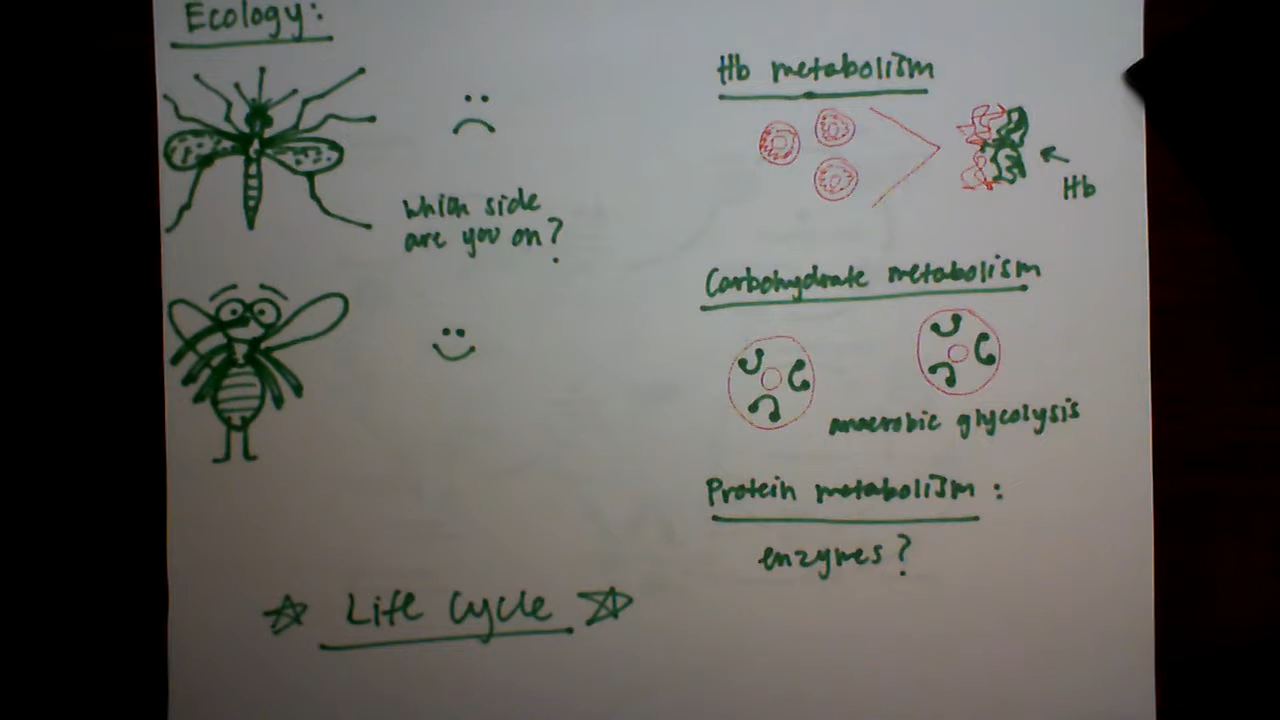 Ecology:
Which side
are you on?
Hb metabolism
Hb
Carbohydrate metabolism
anaerobic glycolysis
Protein metabolism:
enzymes?
Life Cycle